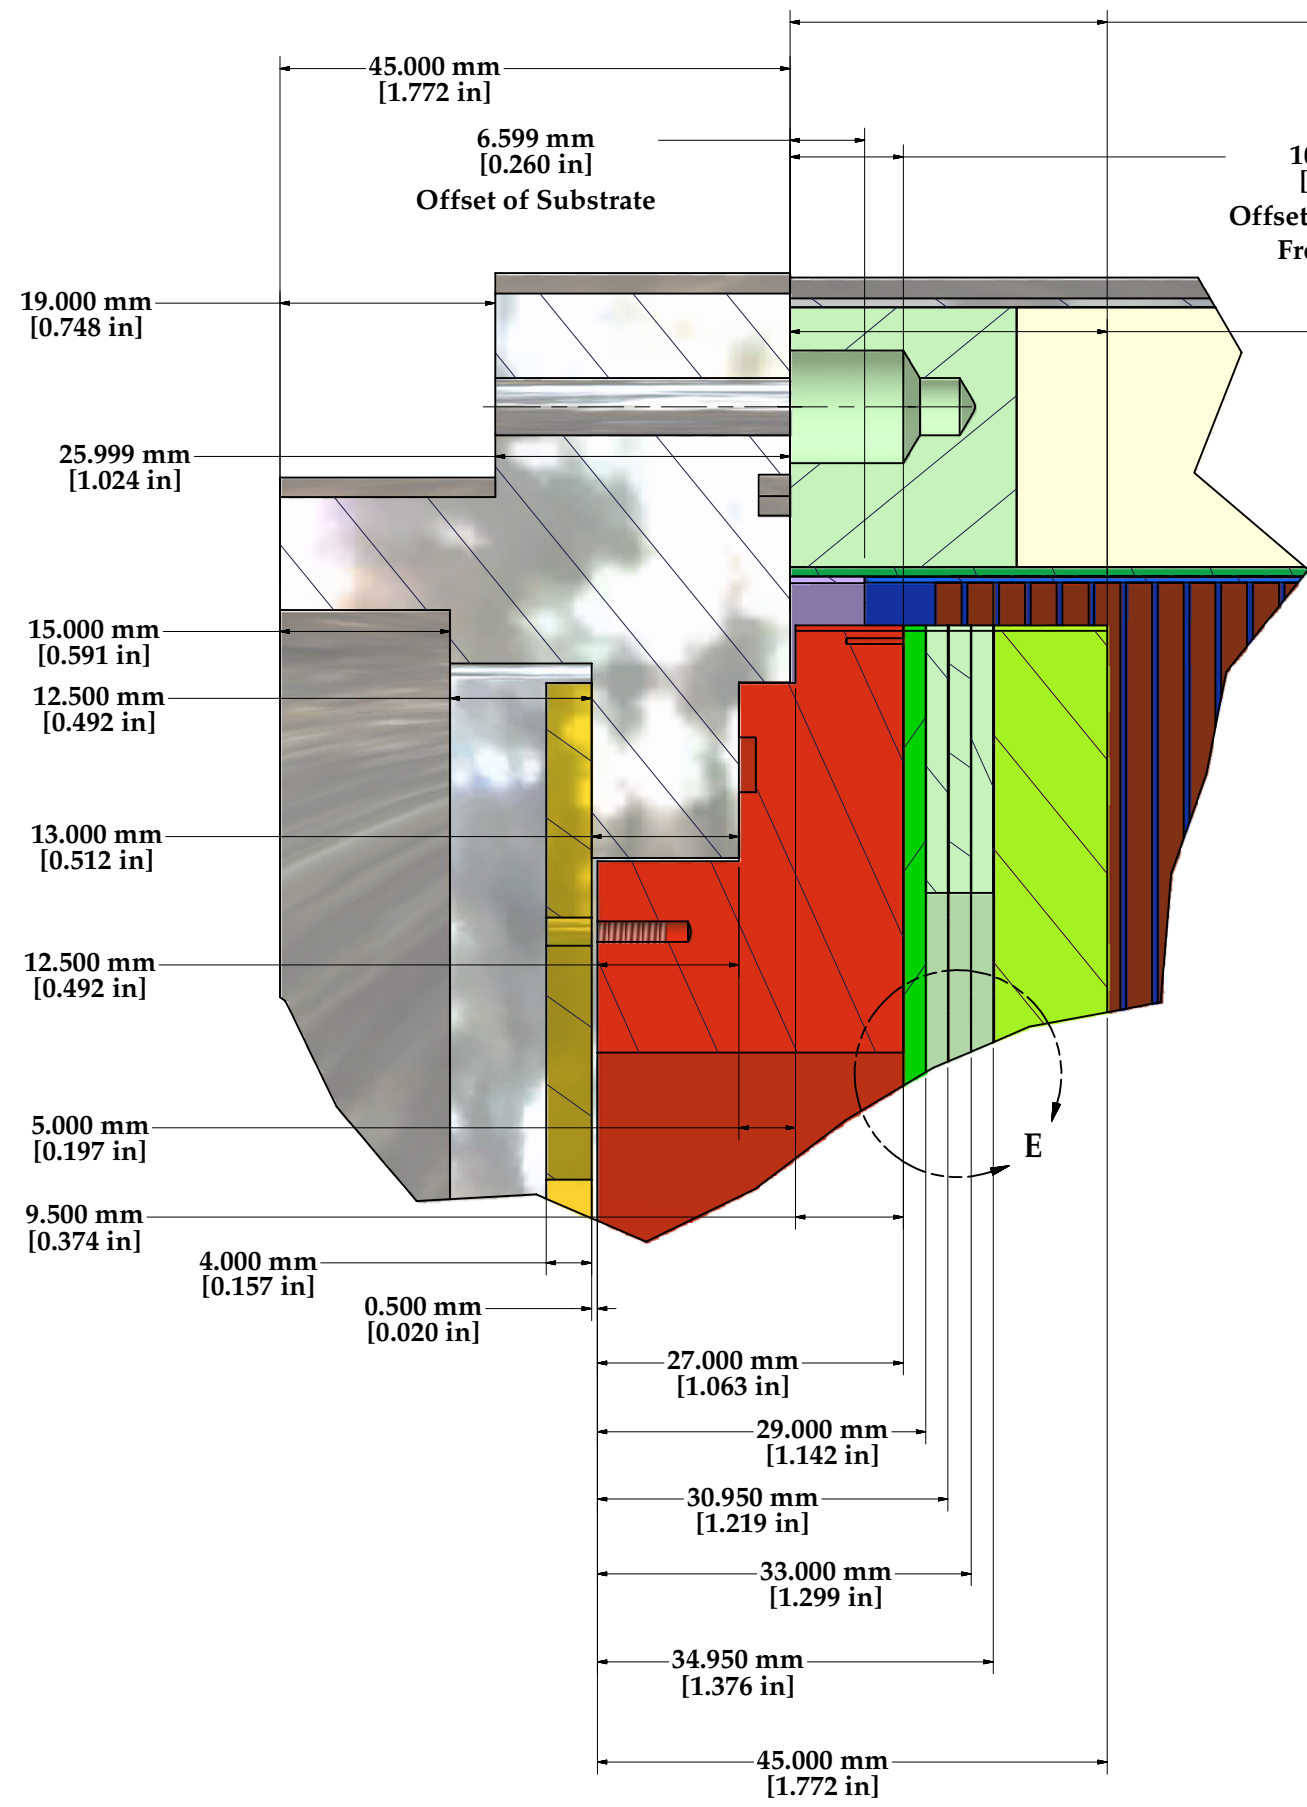 45.000 mm
[1.772 in]
6.599 mm
[0.260 in]
Offset of Substrate
10
[
Offset
19.000 mm
[0.748 in]
25.999 mm
[1.024 in]
15.000 mm
[0.591 in]
12.500 mm
[0.492 in]
13.000 mm
[0.512 in]
12.500 mm
[0.492 in]
5.000 mm
[0.197 in]
E
9.500 mm
[0.374 in]
4.000 mm
[0.157 in]
0.500 mm
[0.020 in]
27.000 mm
[1.063 in]
29.000 mm
[1.142 in]
30.950 mm
[1.219 in]
33.000 mm
[1.299 in]
34.950 mm
[1.376 in]
45.000 mm
[1.772 in]